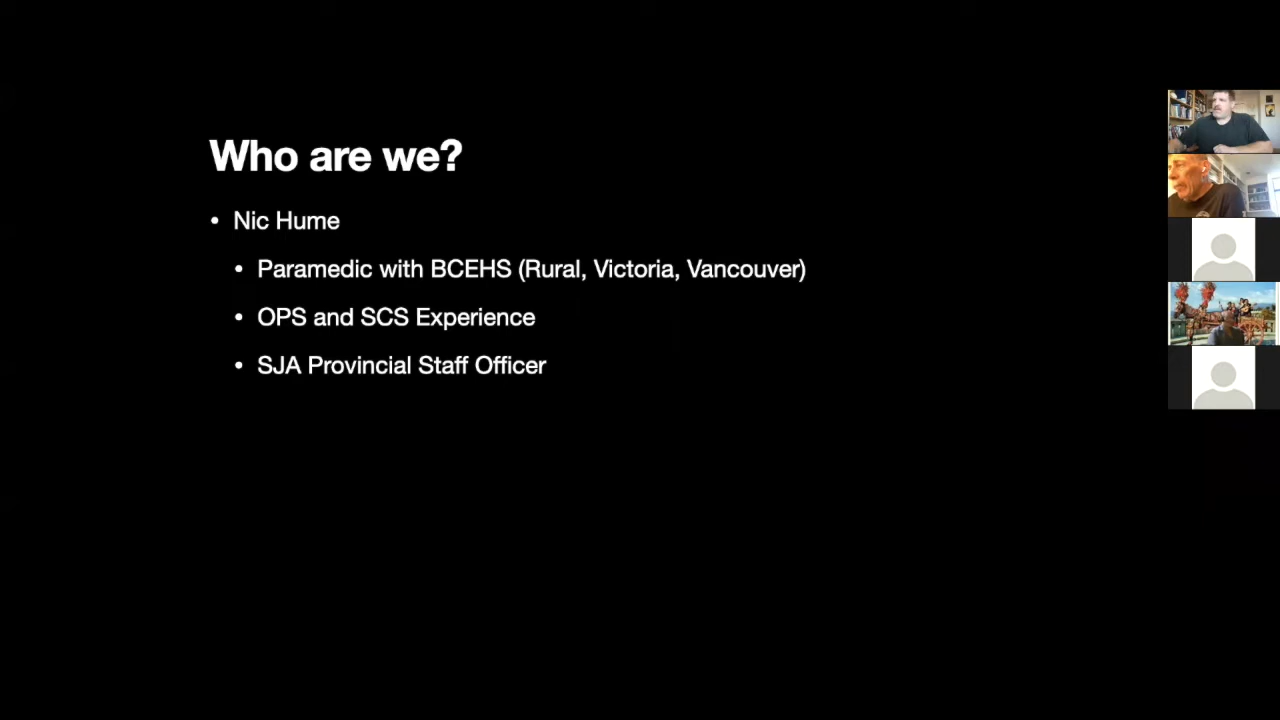 Who are we?
• Nic Hume
• Paramedic with BCEHS (Rural, Victoria, Vancouver)
• OPS and SCS Experience
• SJA Provincial Staff Officer